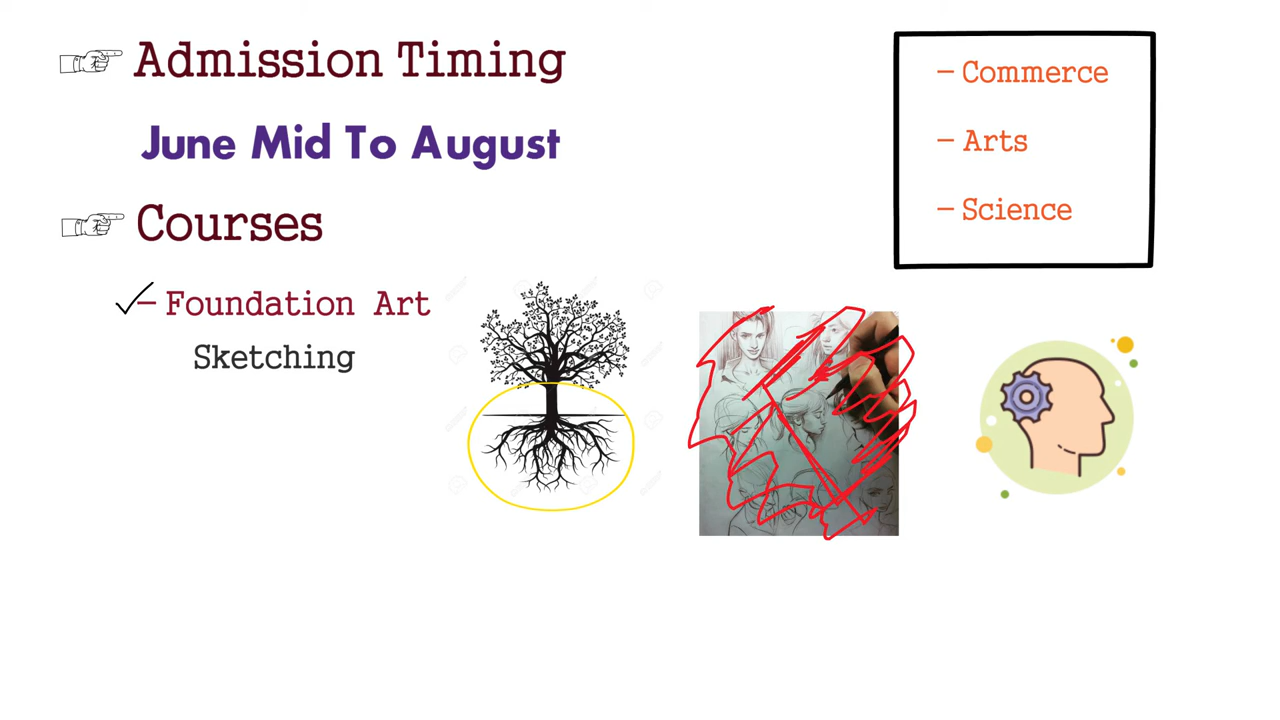 Admission Timing
June Mid To August
Courses
– Foundation Art
Sketching
– Commerce
– Arts
– Science